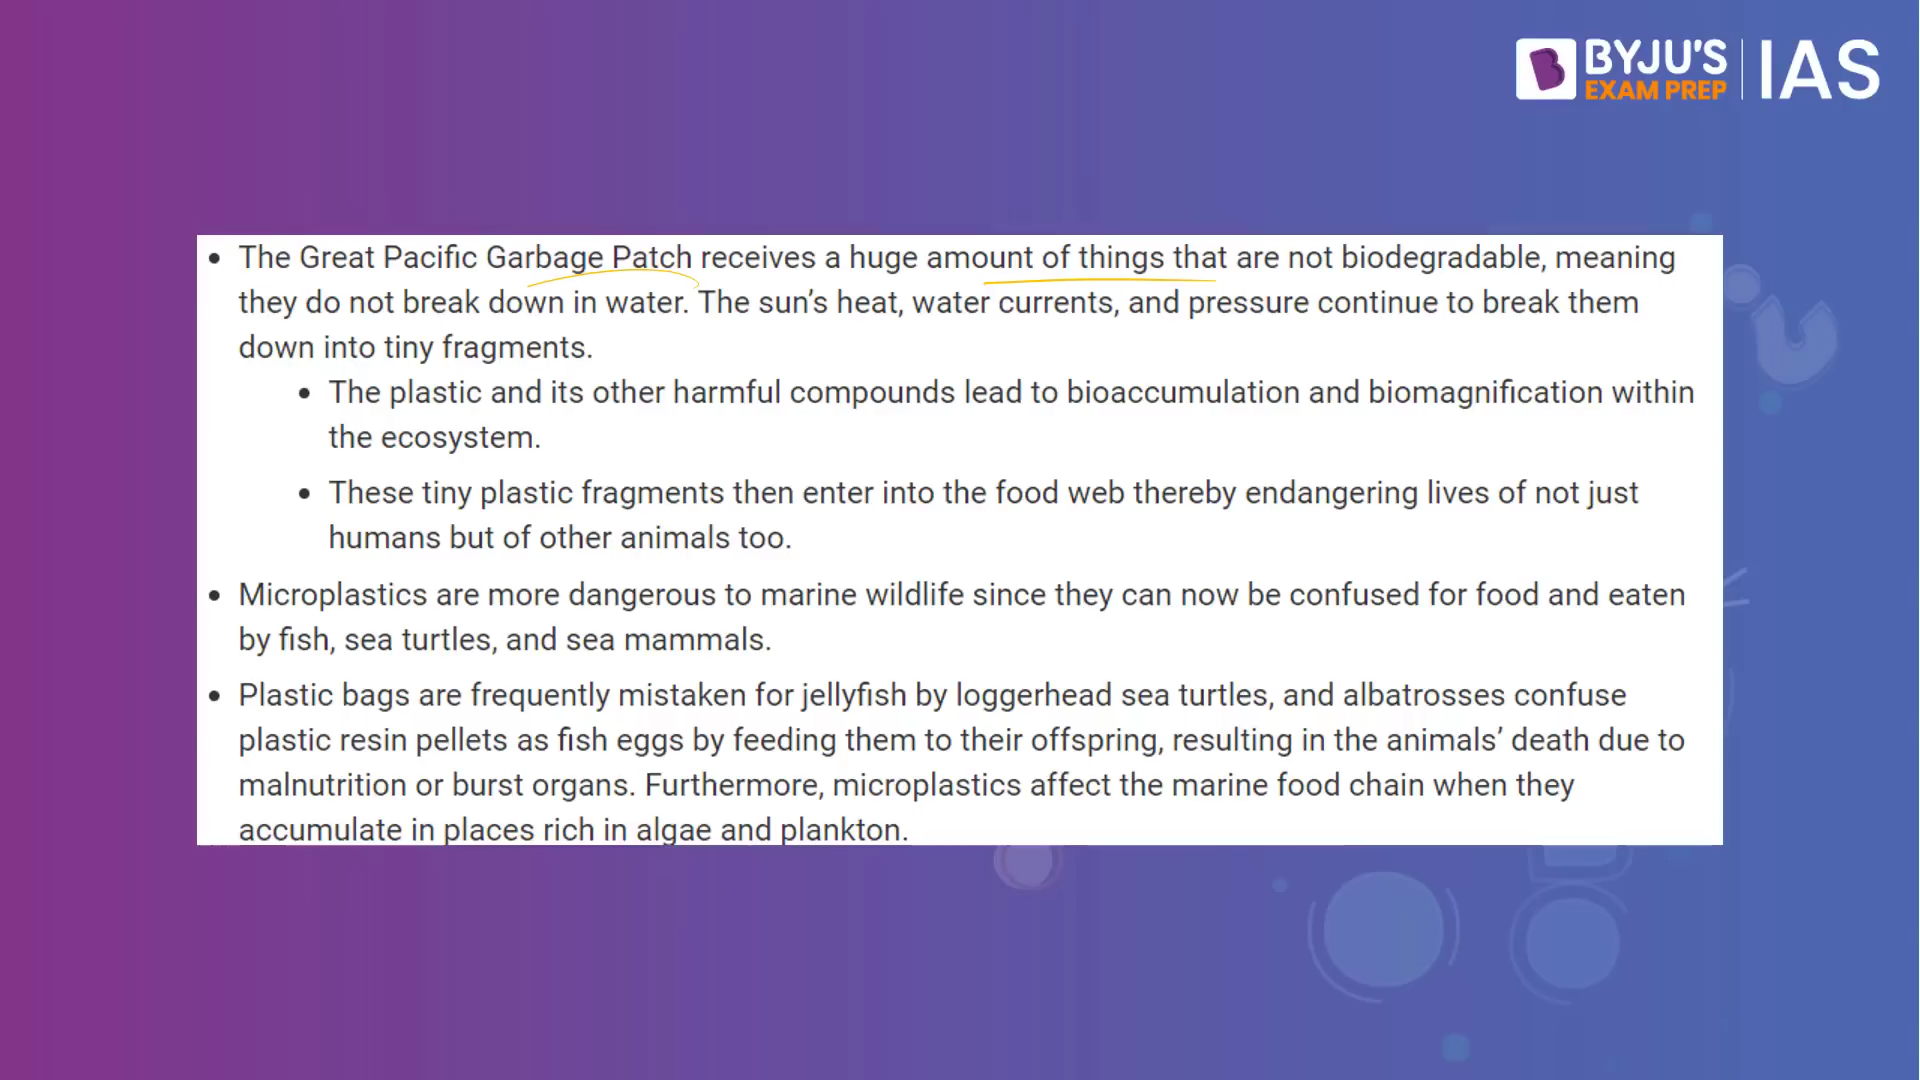 BYJU'S
EXAM PREP
IAS
The Great Pacific Garbage Patch receives a huge amount of things that are not biodegradable, meaning
they do not break down in water. The sun’s heat, water currents, and pressure continue to break them
down into tiny fragments.
The plastic and its other harmful compounds lead to bioaccumulation and biomagnification within
the ecosystem.
These tiny plastic fragments then enter into the food web thereby endangering lives of not just
humans but of other animals too.
Microplastics are more dangerous to marine wildlife since they can now be confused for food and eaten
by fish, sea turtles, and sea mammals.
Plastic bags are frequently mistaken for jellyfish by loggerhead sea turtles, and albatrosses confuse
plastic resin pellets as fish eggs by feeding them to their offspring, resulting in the animals’ death due to
malnutrition or burst organs. Furthermore, microplastics affect the marine food chain when they
accumulate in places rich in algae and plankton.